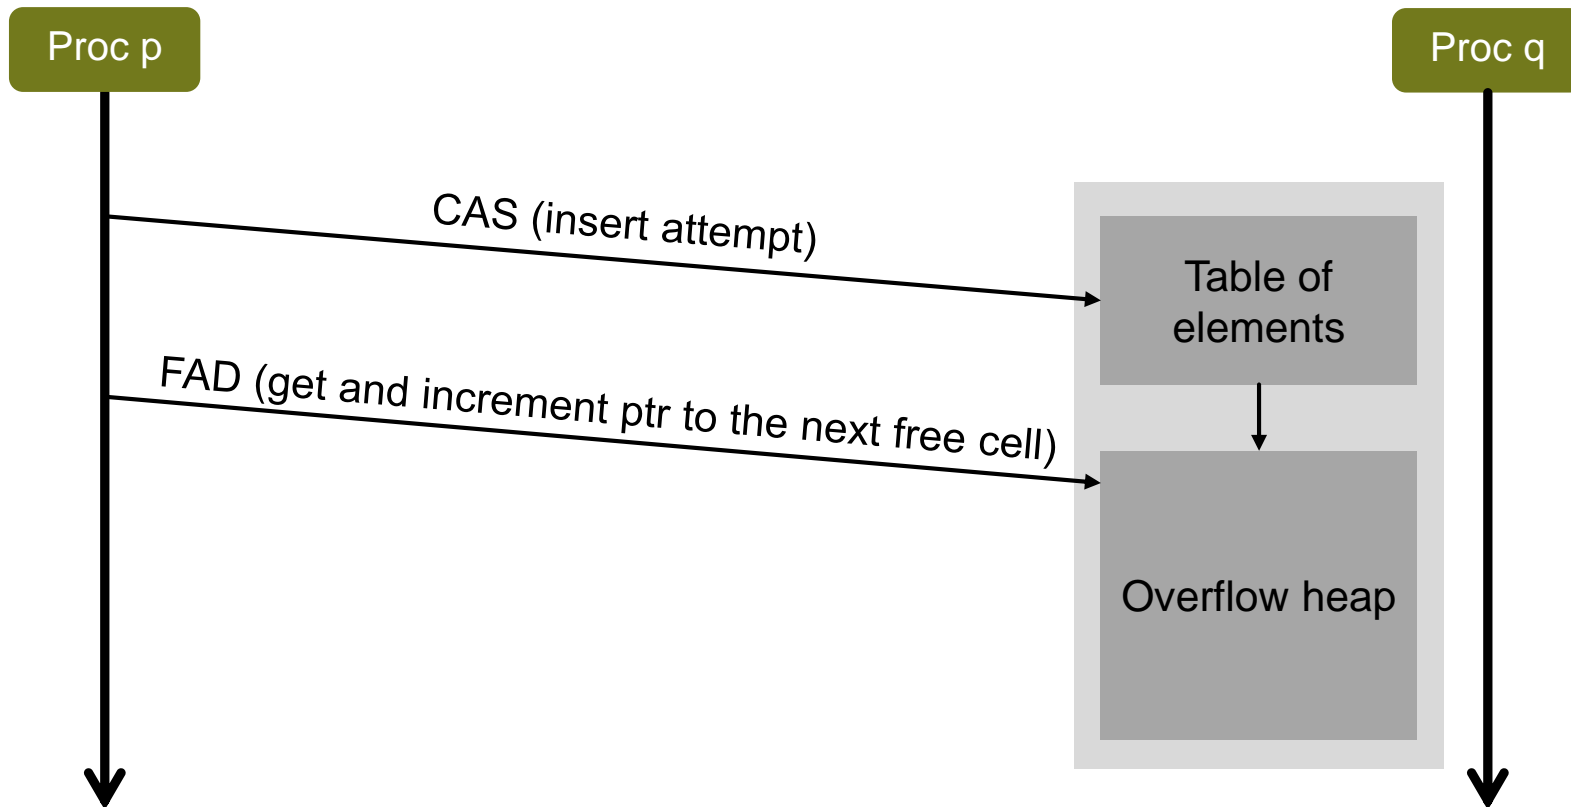 Proc p
Proc q
CAS (insert attempt)
Table of
elements
FAD (get and increment ptr to the next free cell)
Overflow heap